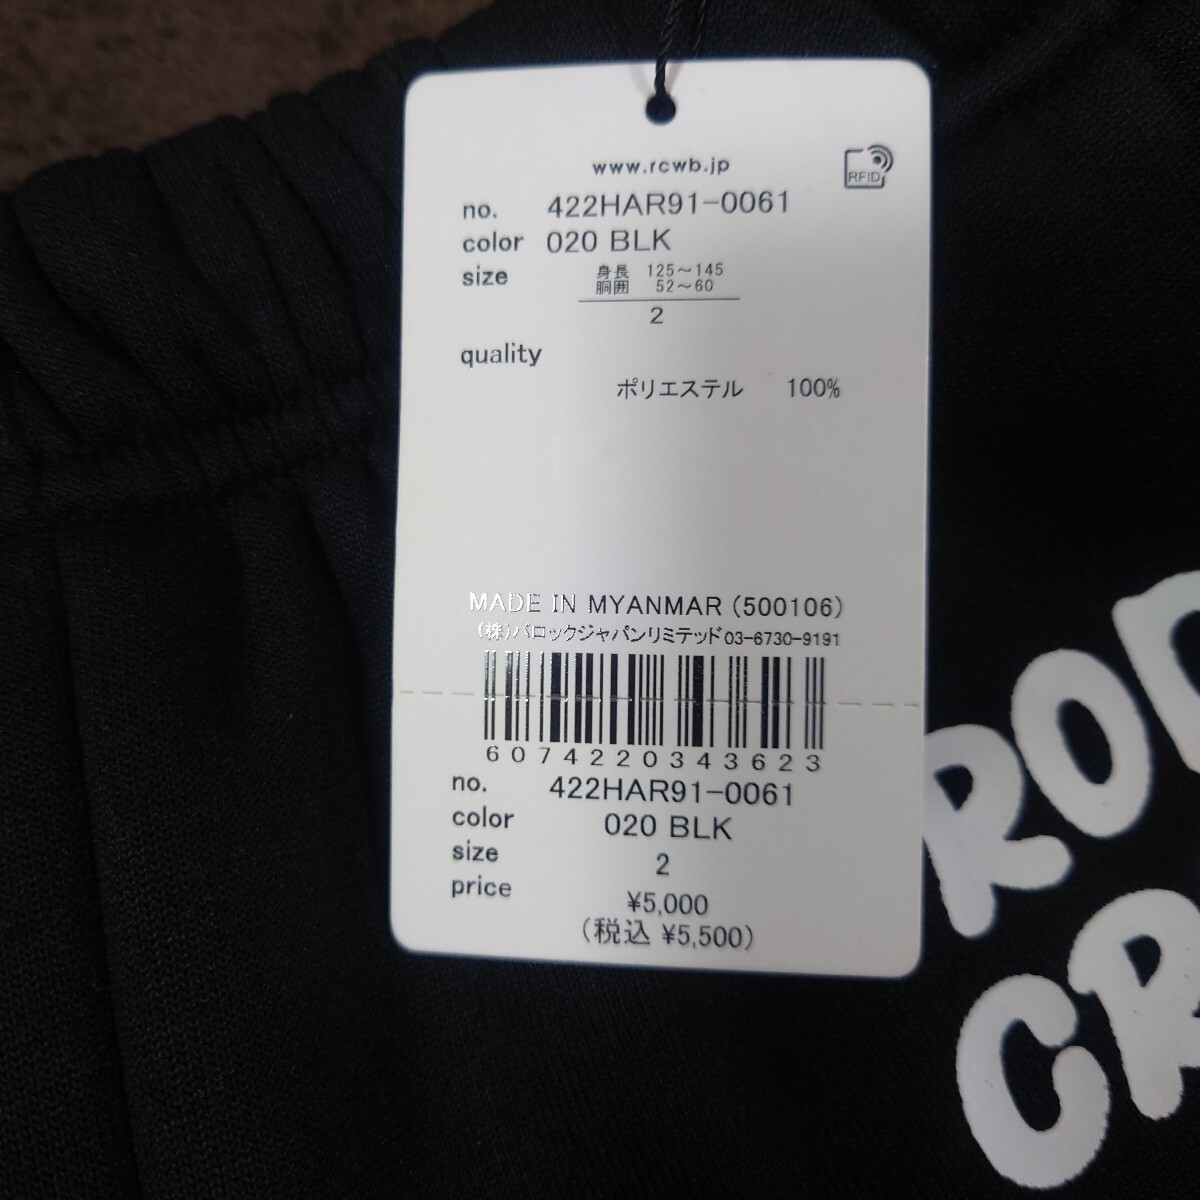 www.rcwb.jp
RFID
no. 422HAR91-0061
color 020 BLK
size 身長 125～145
胴囲 52～60
2
quality
ポリエステル 100%
MADE IN MYANMAR (500106)
(株)バロックジャパンリミテッド03-6730-9191
6074220343623
no. 422HAR91-0061
color 020 BLK
size 2
price ¥5,000
(税込 ¥5,500)
ROD
CR